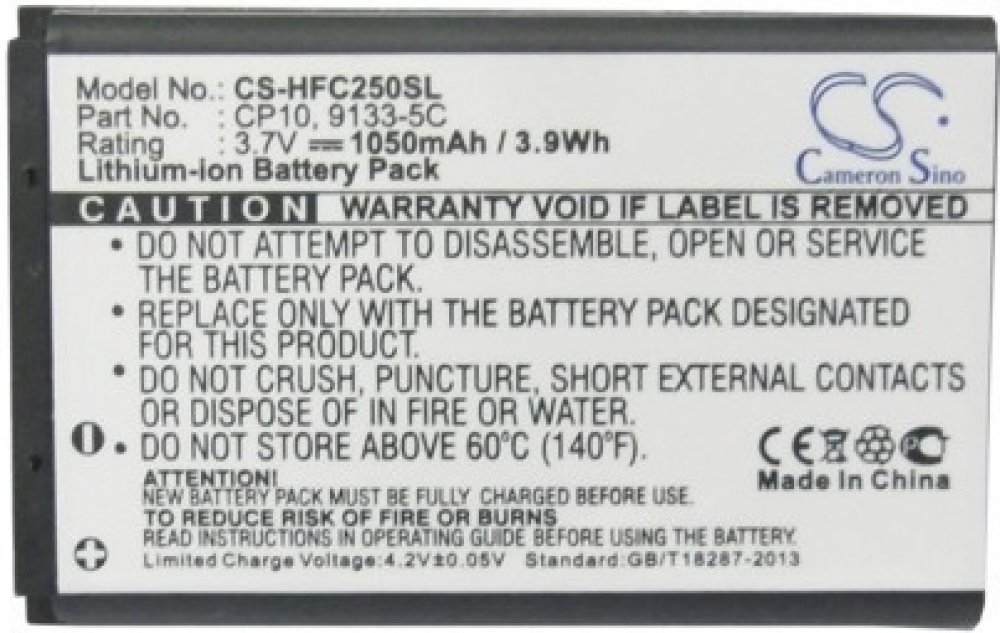 Model No.: CS-HFC250SL
Part No. : CP10, 9133-5C
Rating : 3.7V 1050mAh / 3.9Wh
Lithium-ion Battery Pack
CS
Cameron Sino
CAUTION WARRANTY VOID IF LABEL IS REMOVED
• DO NOT ATTEMPT TO DISASSEMBLE, OPEN OR SERVICE
THE BATTERY PACK.
• REPLACE ONLY WITH THE BATTERY PACK DESIGNATED
FOR THIS PRODUCT.
• DO NOT CRUSH, PUNCTURE, SHORT EXTERNAL CONTACTS
OR DISPOSE OF IN FIRE OR WATER.
• DO NOT STORE ABOVE 60°C (140°F).
CE
Made In China
ATTENTION!
NEW BATTERY PACK MUST BE FULLY CHARGED BEFORE USE.
TO REDUCE RISK OF FIRE OR BURNS
READ INSTRUCTIONS IN BEFORE USING THE BATTERY.
Limited Charge Voltage:4.2V±0.05V Standard:GB/T18287-2013